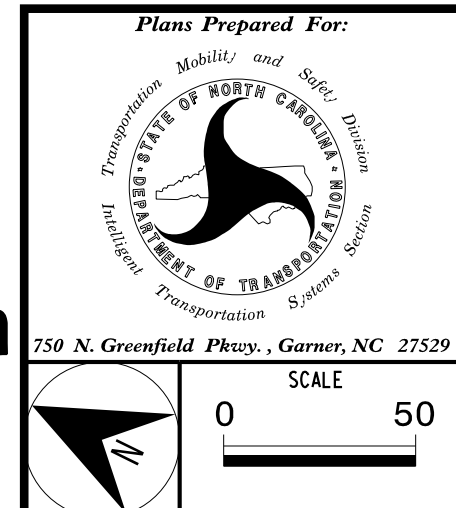 Plans Prepared For:
Transportation Mobility and Safety Division
STATE OF NORTH CAROLINA
DEPARTMENT OF TRANSPORTATION
Intelligent Transportation Systems Section
750 N. Greenfield Pkwy., Garner, NC 27529
SCALE
0 50
N